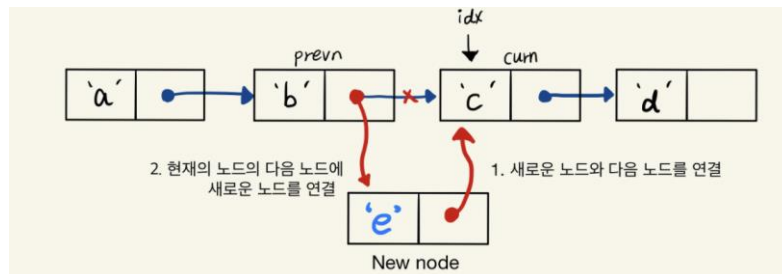 idx
prevn
curn
'a'
'b'
'c'
'd'
2. 현재의 노드의 다음 노드에
새로운 노드를 연결
1. 새로운 노드와 다음 노드를 연결
'e'
New node